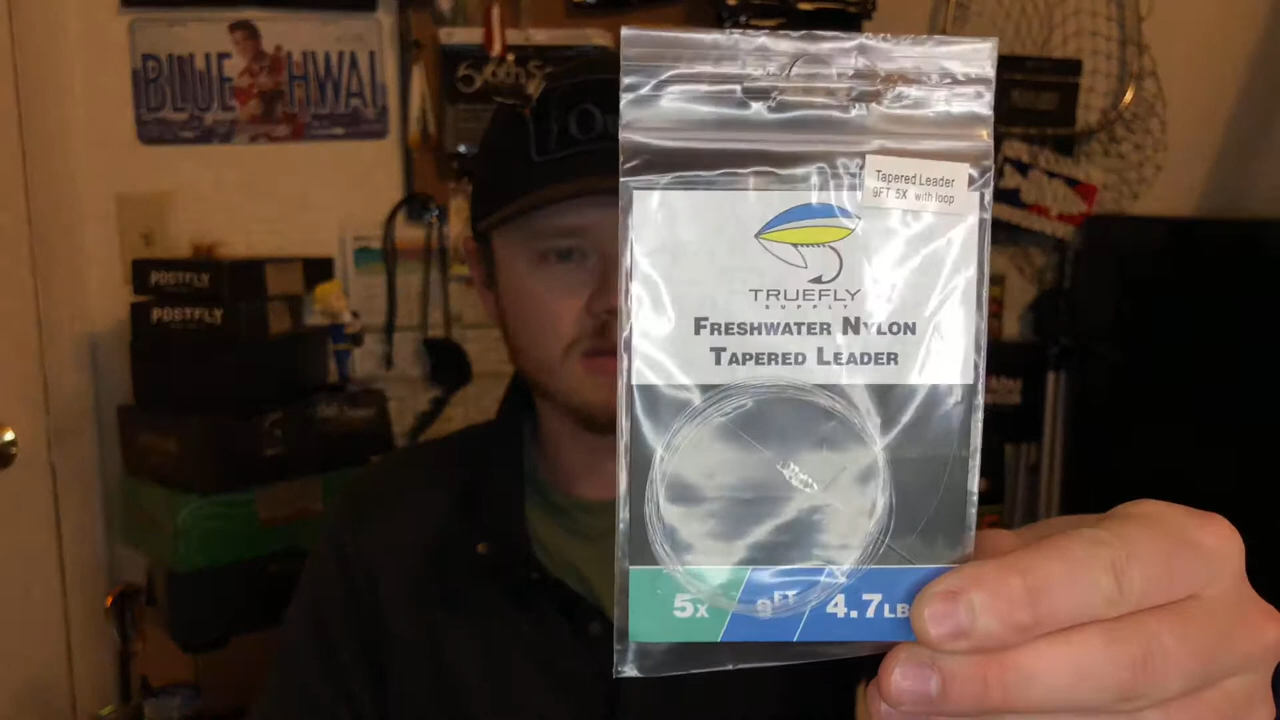 BLUE HWAI
POSTFLY
POSTFLY
Tapered Leader
9FT 5X with loop
TRUEFLY
SUPPLY
FRESHWATER NYLON
TAPERED LEADER
5X 9FT 4.7LB